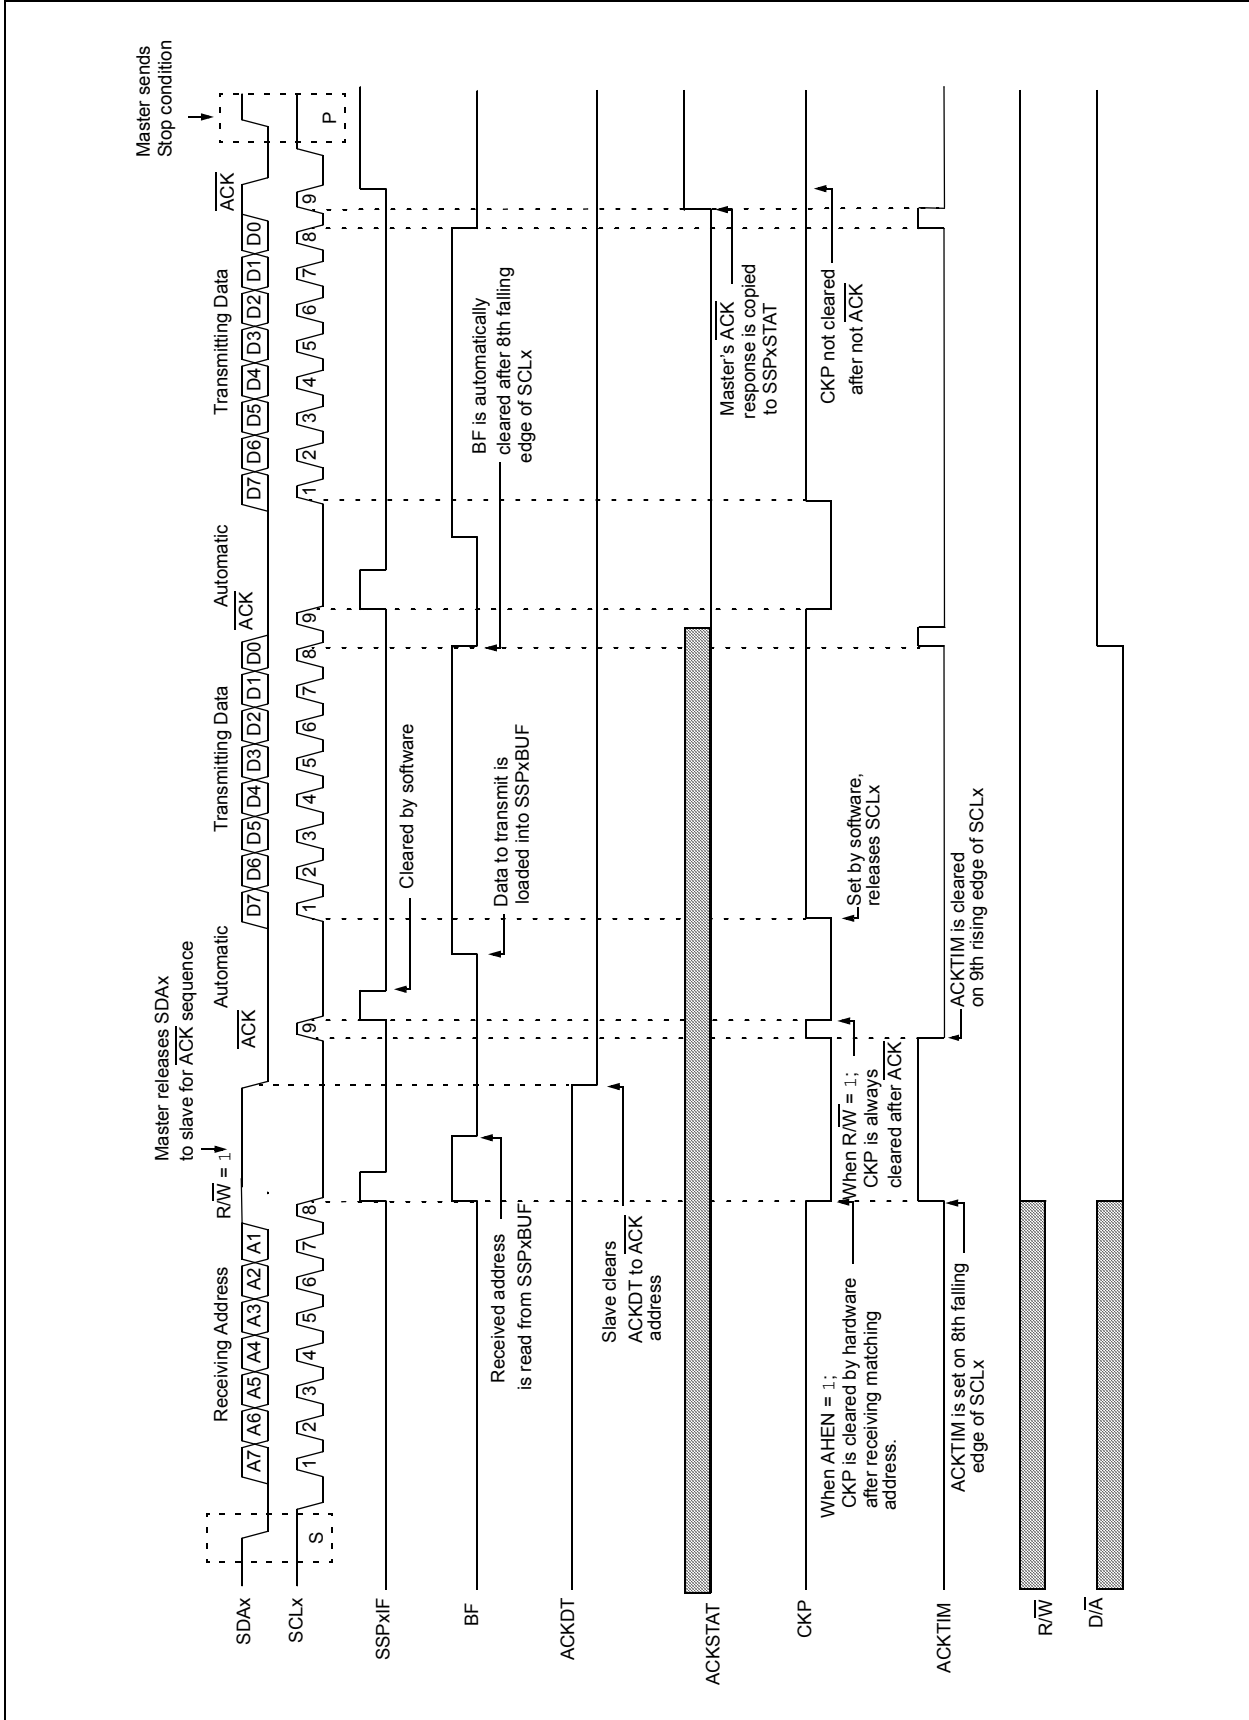 Master sends
Stop condition
Master releases SDAx
to slave for ACK sequence
Receiving Address
R/W = 1
ACK
Automatic
Transmitting Data
ACK
Automatic
Transmitting Data
ACK
SDAx
A7 A6 A5 A4 A3 A2 A1
D7 D6 D5 D4 D3 D2 D1 D0
D7 D6 D5 D4 D3 D2 D1 D0
SCLx
S
1 2 3 4 5 6 7 8 9
1 2 3 4 5 6 7 8 9
1 2 3 4 5 6 7 8 9
P
SSPxIF
Cleared by software
BF
Received address
is read from SSPxBUF
Data to transmit is
loaded into SSPxBUF
BF is automatically
cleared after 8th falling
edge of SCLx
ACKDT
Slave clears
ACKDT to ACK
address
ACKSTAT
Master's ACK
response is copied
to SSPxSTAT
CKP
When AHEN = 1;
CKP is cleared by hardware
after receiving matching
address.
When R/W = 1;
CKP is always
cleared after ACK
Set by software,
releases SCLx
CKP not cleared
after not ACK
ACKTIM
ACKTIM is set on 8th falling
edge of SCLx
ACKTIM is cleared
on 9th rising edge of SCLx
R/W
D/A